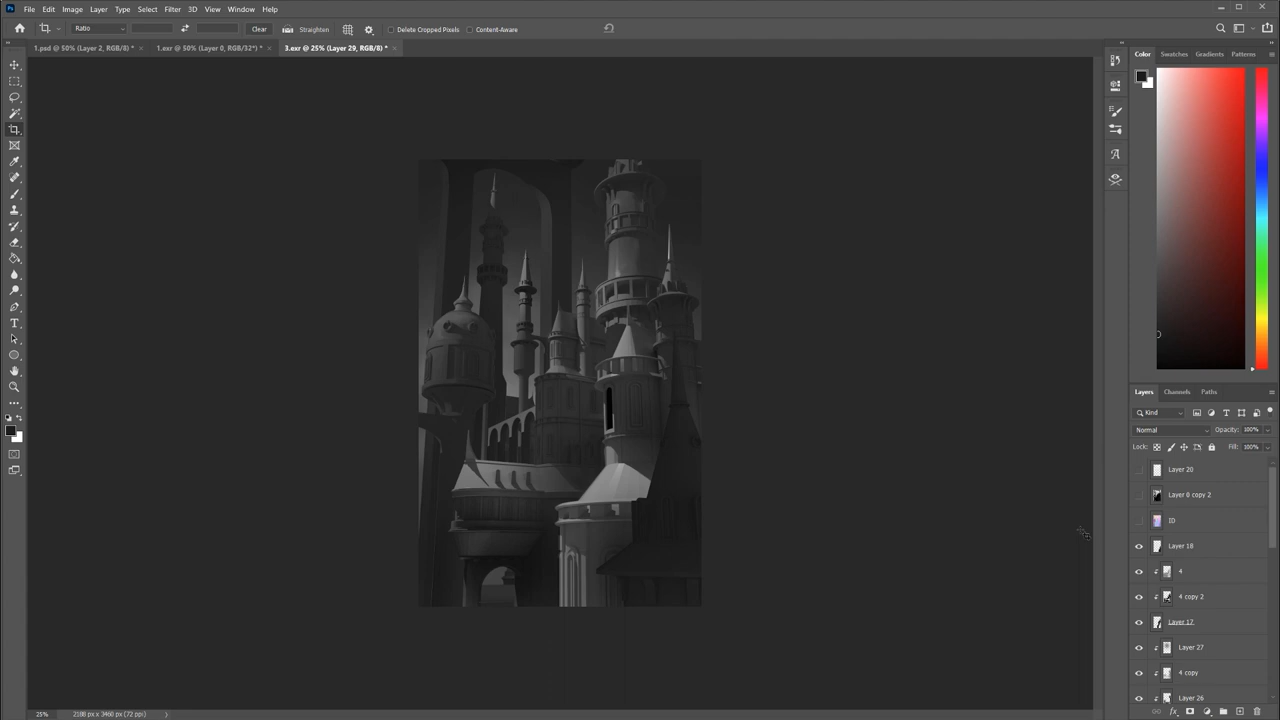 Ps File Edit Image Layer Type Select Filter 3D View Window Help
Ratio Clear Straighten Delete Cropped Pixels Content-Aware
1.psd @ 50% (Layer 2, RGB/8) * × 1.exr @ 50% (Layer 0, RGB/32*) * × 3.exr @ 25% (Layer 29, RGB/8) * ×
Color Swatches Gradients Patterns
Layers Channels Paths
Kind
Normal Opacity: 100%
Lock: Fill: 100%
Layer 20
Layer 0 copy 2
ID
Layer 18
4
4 copy 2
Layer 17
Layer 27
4 copy
Layer 26
25% 2188 px x 3460 px (72 ppi)